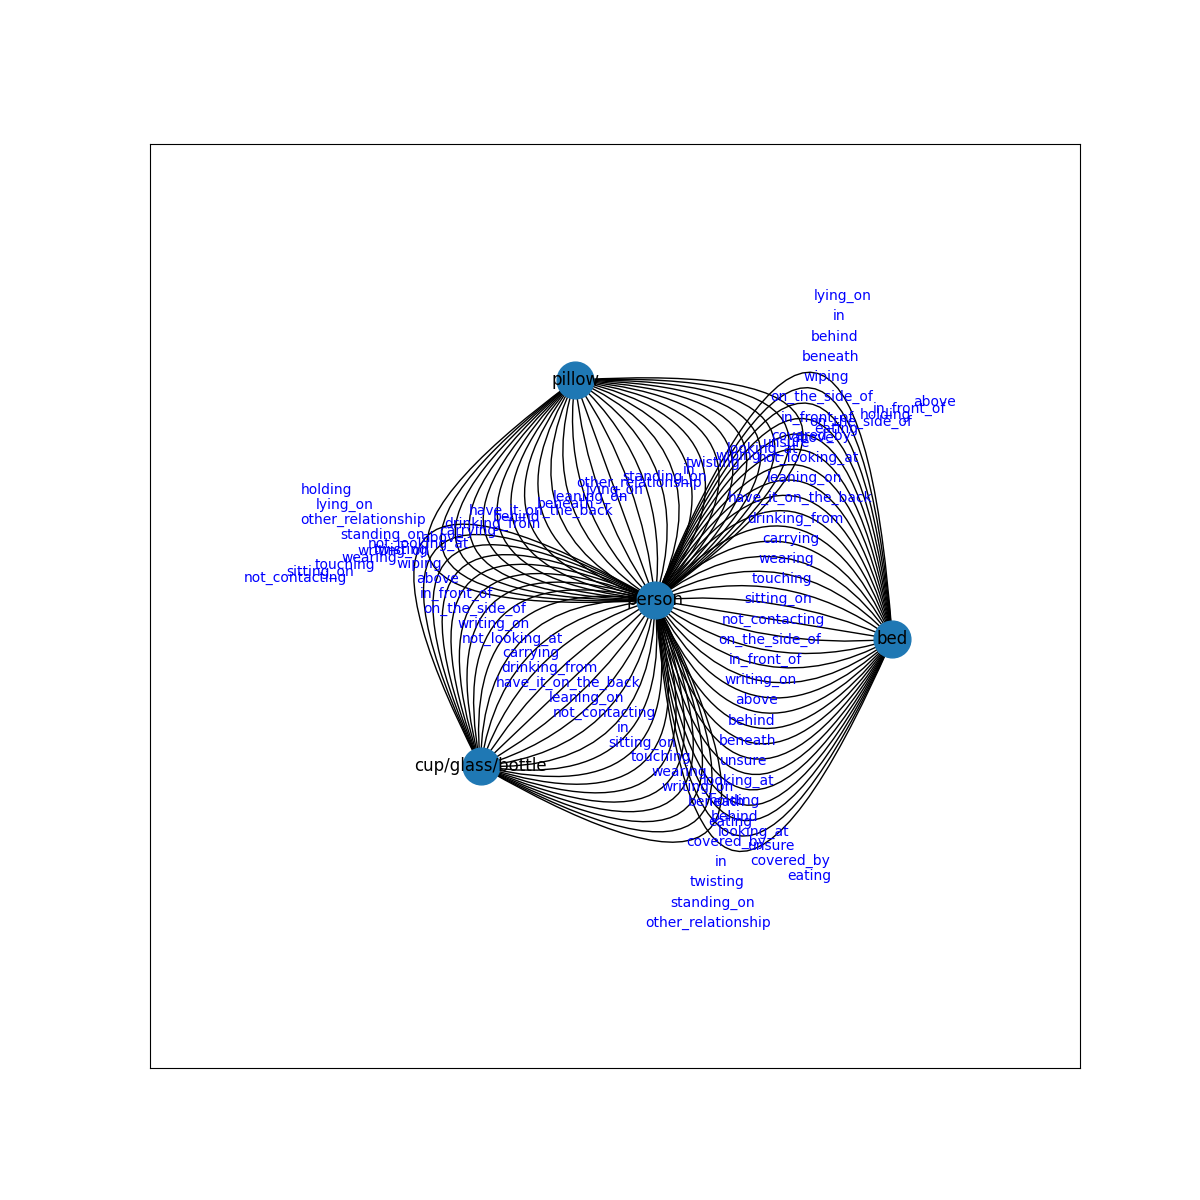 lying_on
in
behind
beneath
wiping
pillow
on_the_side_of
above
in_front_of
in_front_of
holding
on_the_side_of
eating
covered_by
unsure
looking_at
wiping
not_looking_at
twisting
in
leaning_on
standing_on
other_relationship
lying_on
holding
leaning_on
have_it_on_the_back
beneath
lying_on
have_it_on_the_back
behind
other_relationship
drinking_from
drinking_from
carrying
standing_on
above
carrying
not_looking_at
writing_on
twisting
wearing
wearing
wiping
touching
sitting_on
not_contacting
above
touching
in_front_of
person
sitting_on
on_the_side_of
not_contacting
writing_on
not_looking_at
on_the_side_of
bed
carrying
in_front_of
drinking_from
writing_on
have_it_on_the_back
leaning_on
above
not_contacting
behind
in
sitting_on
beneath
touching
unsure
cup/glass/bottle
wearing
looking_at
writing_on
beneath
holding
behind
eating
looking_at
covered_by
unsure
in
covered_by
eating
twisting
standing_on
other_relationship